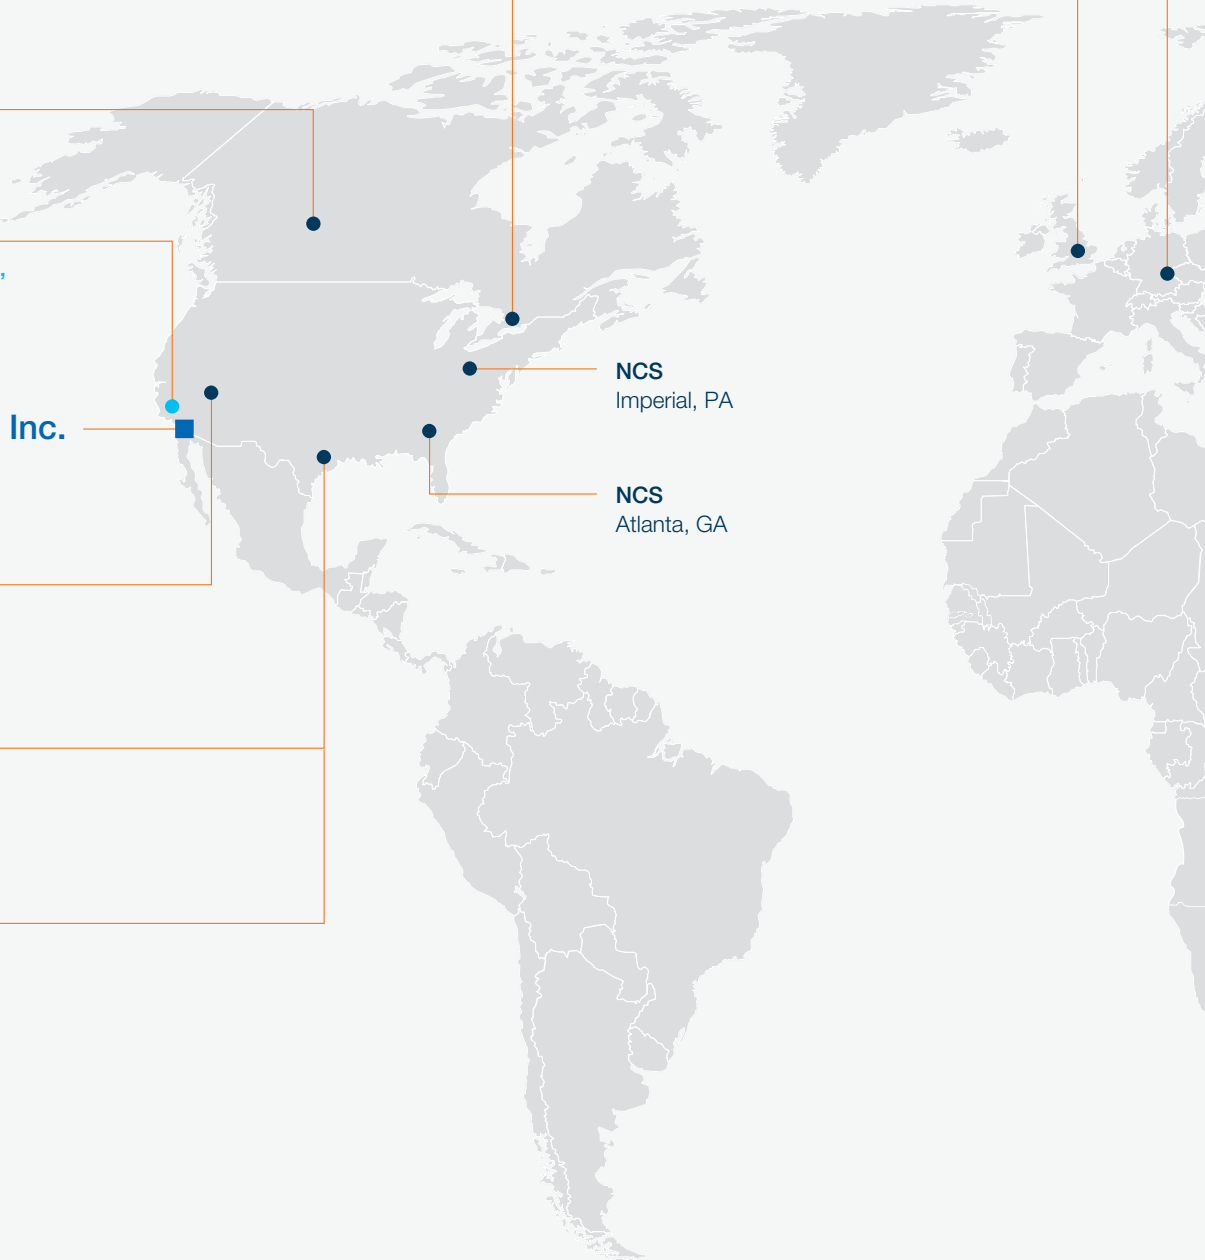 ,
Inc.
NCS
Imperial, PA
NCS
Atlanta, GA